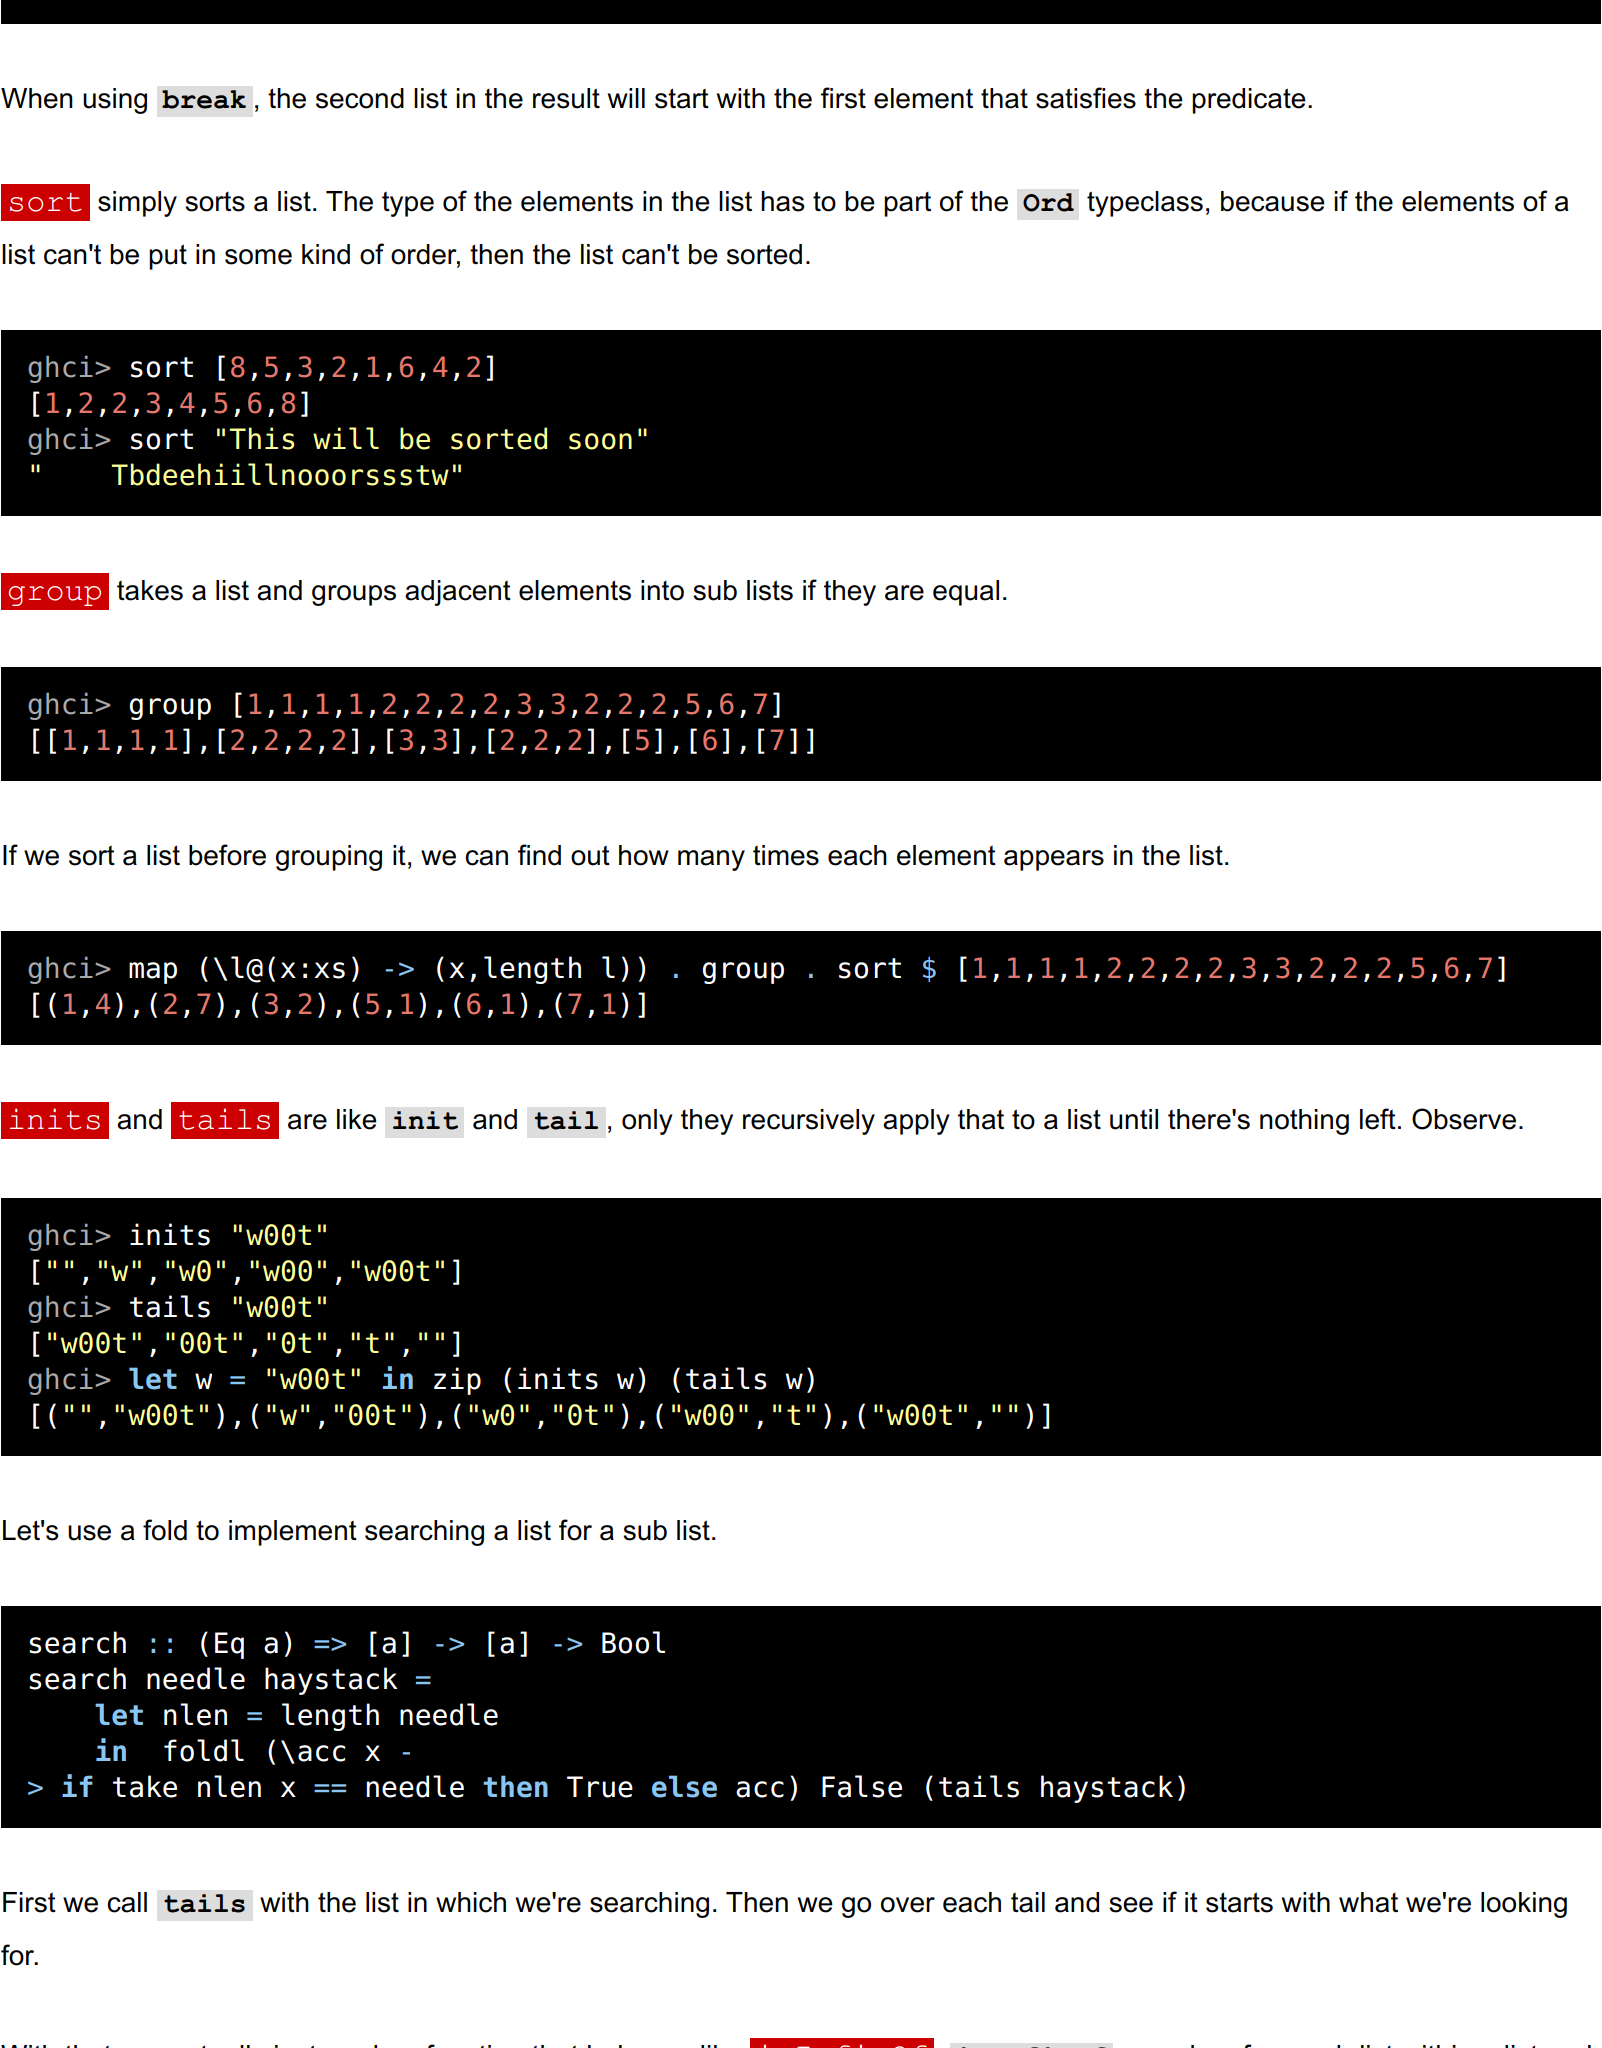 When using break, the second list in the result will start with the first element that satisfies the predicate.
sort simply sorts a list. The type of the elements in the list has to be part of the Ord typeclass, because if the elements of a
list can't be put in some kind of order, then the list can't be sorted.
ghci> sort [8,5,3,2,1,6,4,2]
[1,2,2,3,4,5,6,8]
ghci> sort "This will be sorted soon"
"    Tbdeehiillnooorssstw"
group takes a list and groups adjacent elements into sub lists if they are equal.
ghci> group [1,1,1,1,2,2,2,2,3,3,2,2,2,5,6,7]
[[1,1,1,1],[2,2,2,2],[3,3],[2,2,2],[5],[6],[7]]
If we sort a list before grouping it, we can find out how many times each element appears in the list.
ghci> map (\l@(x:xs) -> (x,length l)) . group . sort $ [1,1,1,1,2,2,2,2,3,3,2,2,2,5,6,7]
[(1,4),(2,7),(3,2),(5,1),(6,1),(7,1)]
inits and tails are like init and tail, only they recursively apply that to a list until there's nothing left. Observe.
ghci> inits "w00t"
["","w","w0","w00","w00t"]
ghci> tails "w00t"
["w00t","00t","0t","t",""]
ghci> let w = "w00t" in zip (inits w) (tails w)
[("","w00t"),("w","00t"),("w0","0t"),("w00","t"),("w00t","")]
Let's use a fold to implement searching a list for a sub list.
search :: (Eq a) => [a] -> [a] -> Bool
search needle haystack =
    let nlen = length needle
    in  foldl (\acc x -
> if take nlen x == needle then True else acc) False (tails haystack)
First we call tails with the list in which we're searching. Then we go over each tail and see if it starts with what we're looking
for.